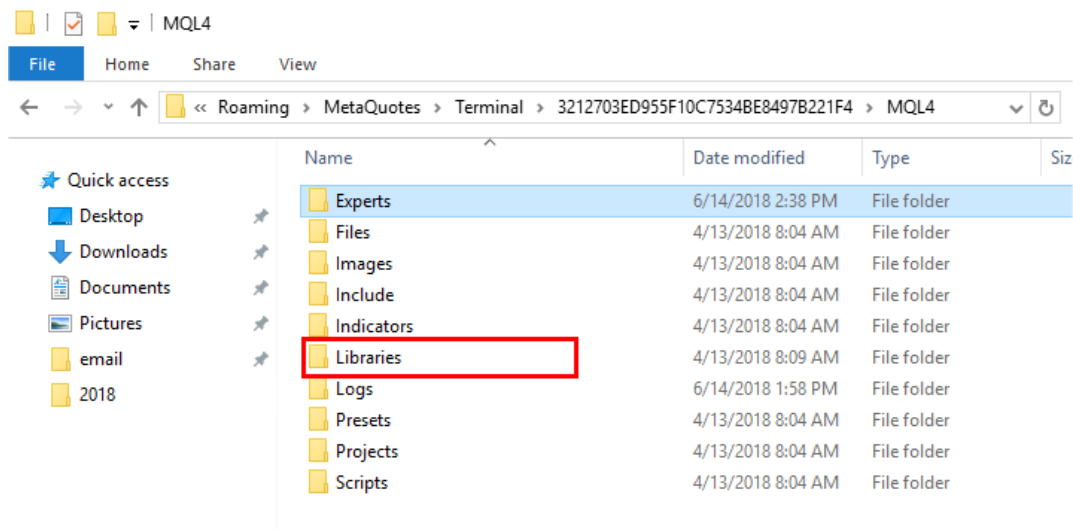 MQL4
File Home Share View
« Roaming > MetaQuotes > Terminal > 3212703ED955F10C7534BE8497B221F4 > MQL4
Name Date modified Type Siz
Quick access
Desktop
Downloads
Documents
Pictures
email
2018
Experts 6/14/2018 2:38 PM File folder
Files 4/13/2018 8:04 AM File folder
Images 4/13/2018 8:04 AM File folder
Include 4/13/2018 8:04 AM File folder
Indicators 4/13/2018 8:04 AM File folder
Libraries 4/13/2018 8:09 AM File folder
Logs 6/14/2018 1:58 PM File folder
Presets 4/13/2018 8:04 AM File folder
Projects 4/13/2018 8:04 AM File folder
Scripts 4/13/2018 8:04 AM File folder